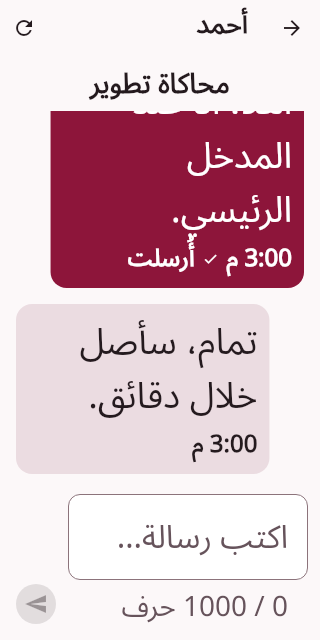 أحمد
محاكاة تطوير
المدخل
الرئيسي.
3:00 م ✓ أُرسلت
تمام، سأصل
خلال دقائق.
3:00 م
اكتب رسالة...
0 / 1000 حرف